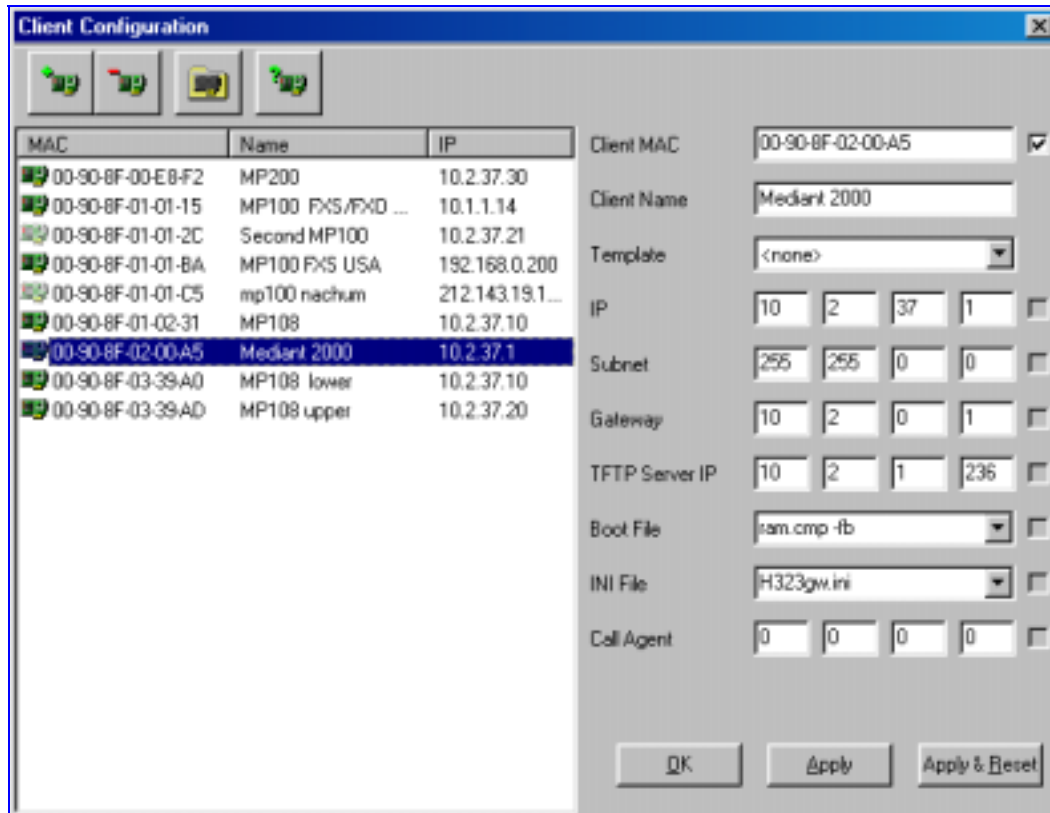 Client Configuration
MAC Name IP
00-90-8F-00-E8-F2 MP200 10.2.37.30
00-90-8F-01-01-15 MP100 FXS/FXO ... 10.1.1.14
00-90-8F-01-01-2C Second MP100 10.2.37.21
00-90-8F-01-01-BA MP100 FXS USA 192.168.0.200
00-90-8F-01-01-C5 mp100 nachum 212.143.19.1...
00-90-8F-01-02-31 MP108 10.2.37.10
00-90-8F-02-00-A5 Mediant 2000 10.2.37.1
00-90-8F-03-39-A0 MP108 lower 10.2.37.10
00-90-8F-03-39-AD MP108 upper 10.2.37.20
Client MAC 00-90-8F-02-00-A5
Client Name Mediant 2000
Template <none>
IP 10 2 37 1
Subnet 255 255 0 0
Gateway 10 2 0 1
TFTP Server IP 10 2 1 236
Boot File ram.cmp -fb
INI File H323gw.ini
Call Agent 0 0 0 0
OK Apply Apply & Reset